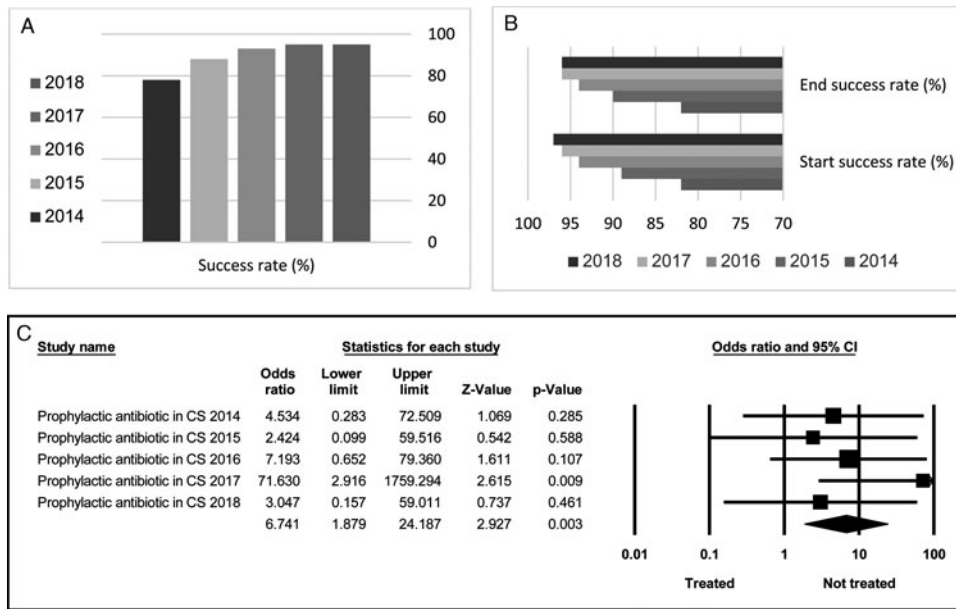 A
100
80
60
40
20
0
2018
2017
2016
2015
2014
Success rate (%)
B
End success rate (%)
Start success rate (%)
100 95 90 85 80 75 70
2018 2017 2016 2015 2014
C
Study name Statistics for each study Odds ratio and 95% CI
Odds Lower Upper
ratio limit limit Z-Value p-Value
Prophylactic antibiotic in CS 2014 4.534 0.283 72.509 1.069 0.285
Prophylactic antibiotic in CS 2015 2.424 0.099 59.516 0.542 0.588
Prophylactic antibiotic in CS 2016 7.193 0.652 79.360 1.611 0.107
Prophylactic antibiotic in CS 2017 71.630 2.916 1759.294 2.615 0.009
Prophylactic antibiotic in CS 2018 3.047 0.157 59.011 0.737 0.461
6.741 1.879 24.187 2.927 0.003
0.01 0.1 1 10 100
Treated Not treated